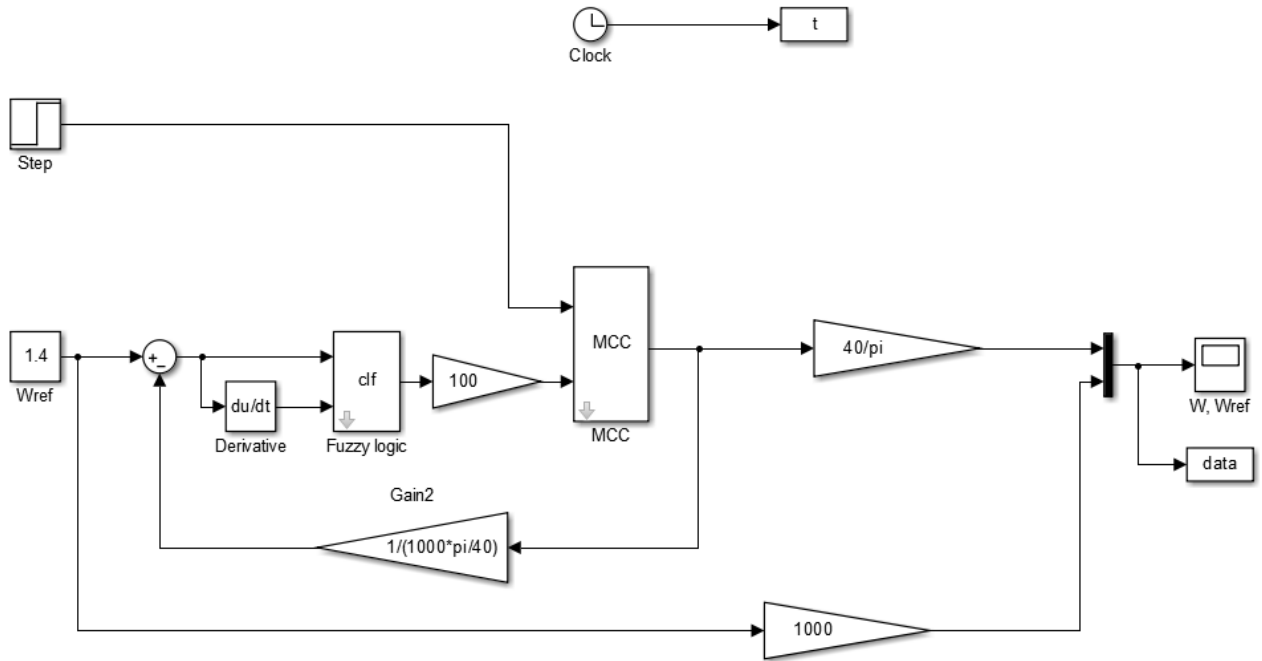 t
Clock
Step
1.4
Wref
+
−
du/dt
Derivative
clf
Fuzzy logic
100
MCC
MCC
40/pi
W, Wref
data
Gain2
1/(1000*pi/40)
1000